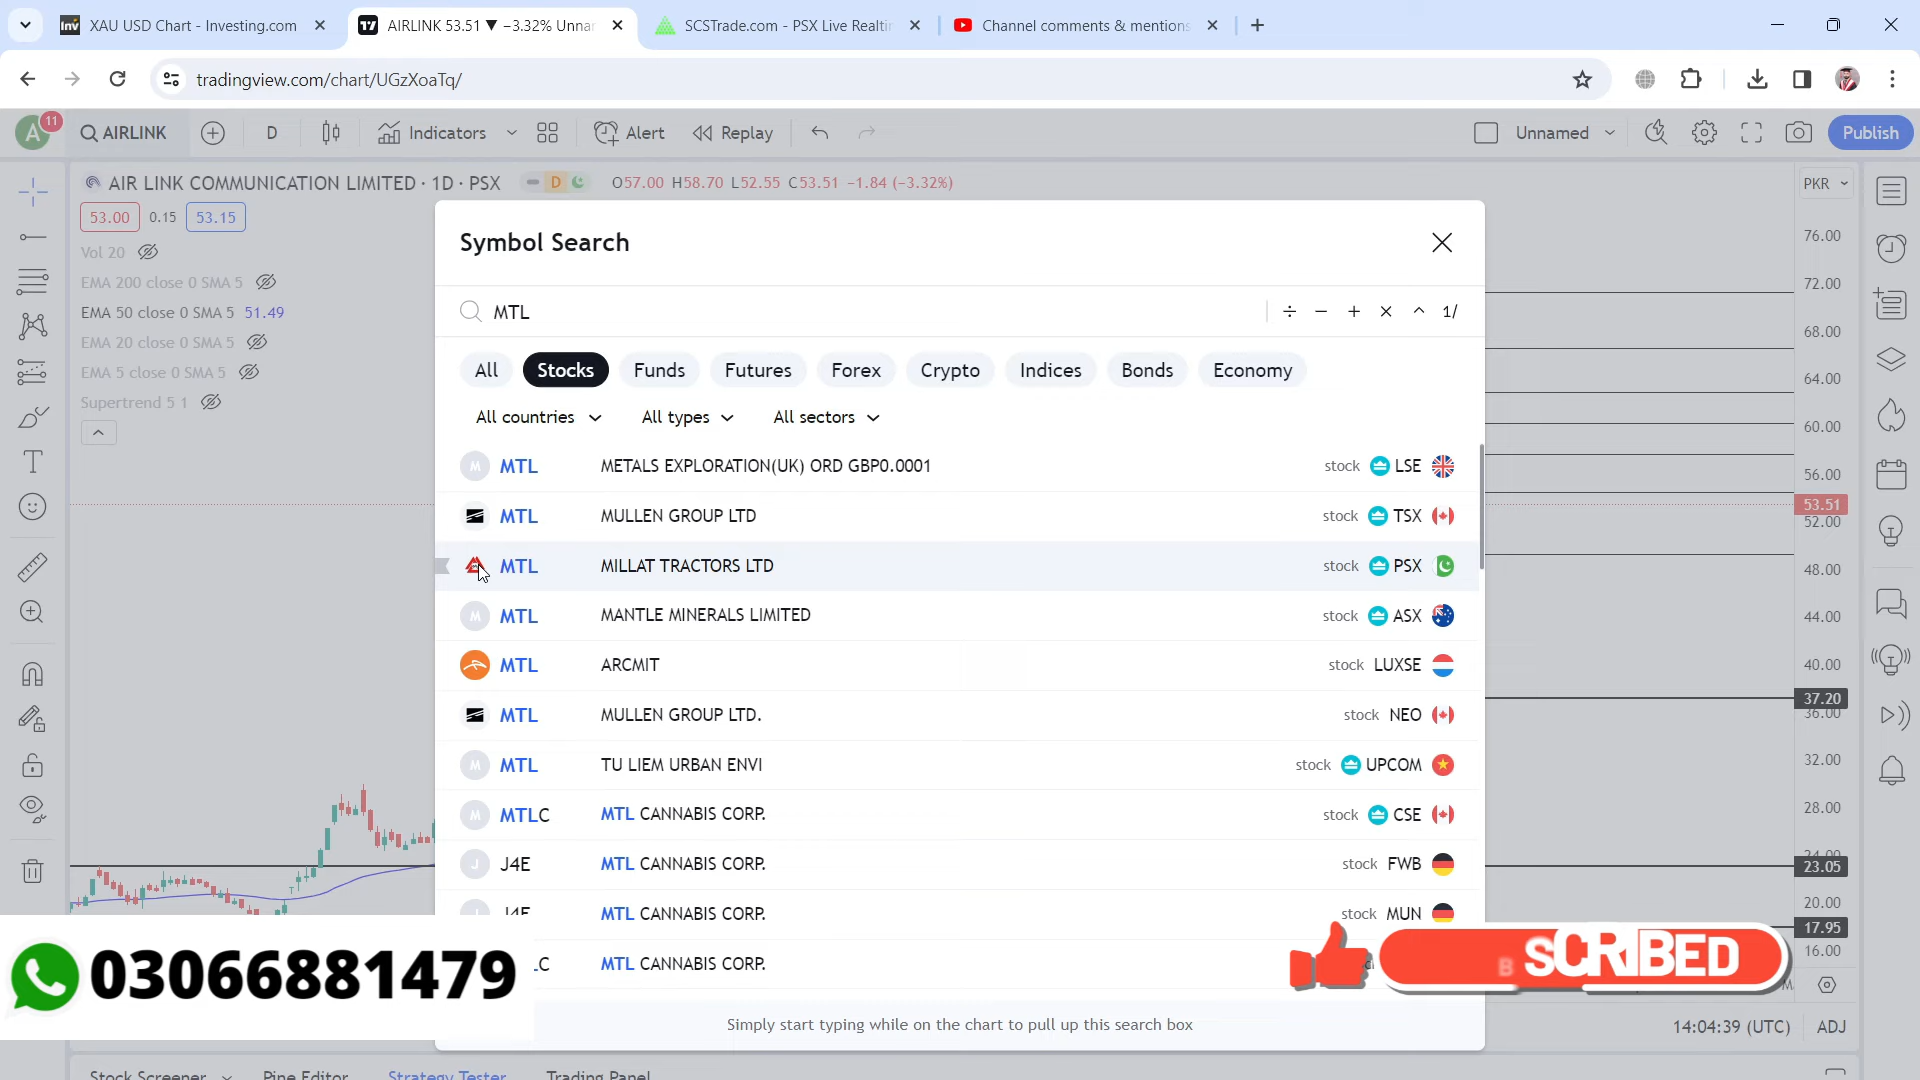 XAU USD Chart - Investing.com
AIRLINK 53.51 ▼ −3.32% Unnar
SCSTrade.com - PSX Live Realtir
Channel comments & mentions
tradingview.com/chart/UGzXoaTq/
A 11
AIRLINK
D
Indicators
Alert
Replay
Unnamed
Publish
AIR LINK COMMUNICATION LIMITED · 1D · PSX
D
O57.00 H58.70 L52.55 C53.51 −1.84 (−3.32%)
PKR
53.00 0.15 53.15
Vol 20
EMA 200 close 0 SMA 5
EMA 50 close 0 SMA 5 51.49
EMA 20 close 0 SMA 5
EMA 5 close 0 SMA 5
Supertrend 5 1
Symbol Search
MTL
÷ − + × ^ 1/
All Stocks Funds Futures Forex Crypto Indices Bonds Economy
All countries All types All sectors
M MTL METALS EXPLORATION(UK) ORD GBP0.0001 stock LSE
MTL MULLEN GROUP LTD stock TSX
MTL MILLAT TRACTORS LTD stock PSX
M MTL MANTLE MINERALS LIMITED stock ASX
MTL ARCMIT stock LUXSE
MTL MULLEN GROUP LTD. stock NEO
M MTL TU LIEM URBAN ENVI stock UPCOM
M MTLC MTL CANNABIS CORP. stock CSE
J J4E MTL CANNABIS CORP. stock FWB
J4E MTL CANNABIS CORP. stock MUN
C MTL CANNABIS CORP.
Simply start typing while on the chart to pull up this search box
76.00
72.00
68.00
64.00
60.00
56.00
53.51
52.00
48.00
44.00
40.00
37.20
36.00
32.00
28.00
24.00
23.05
20.00
17.95
16.00
03066881479
B SCRIBED
14:04:39 (UTC) ADJ
Stock Screener Pine Editor Strategy Tester Trading Panel